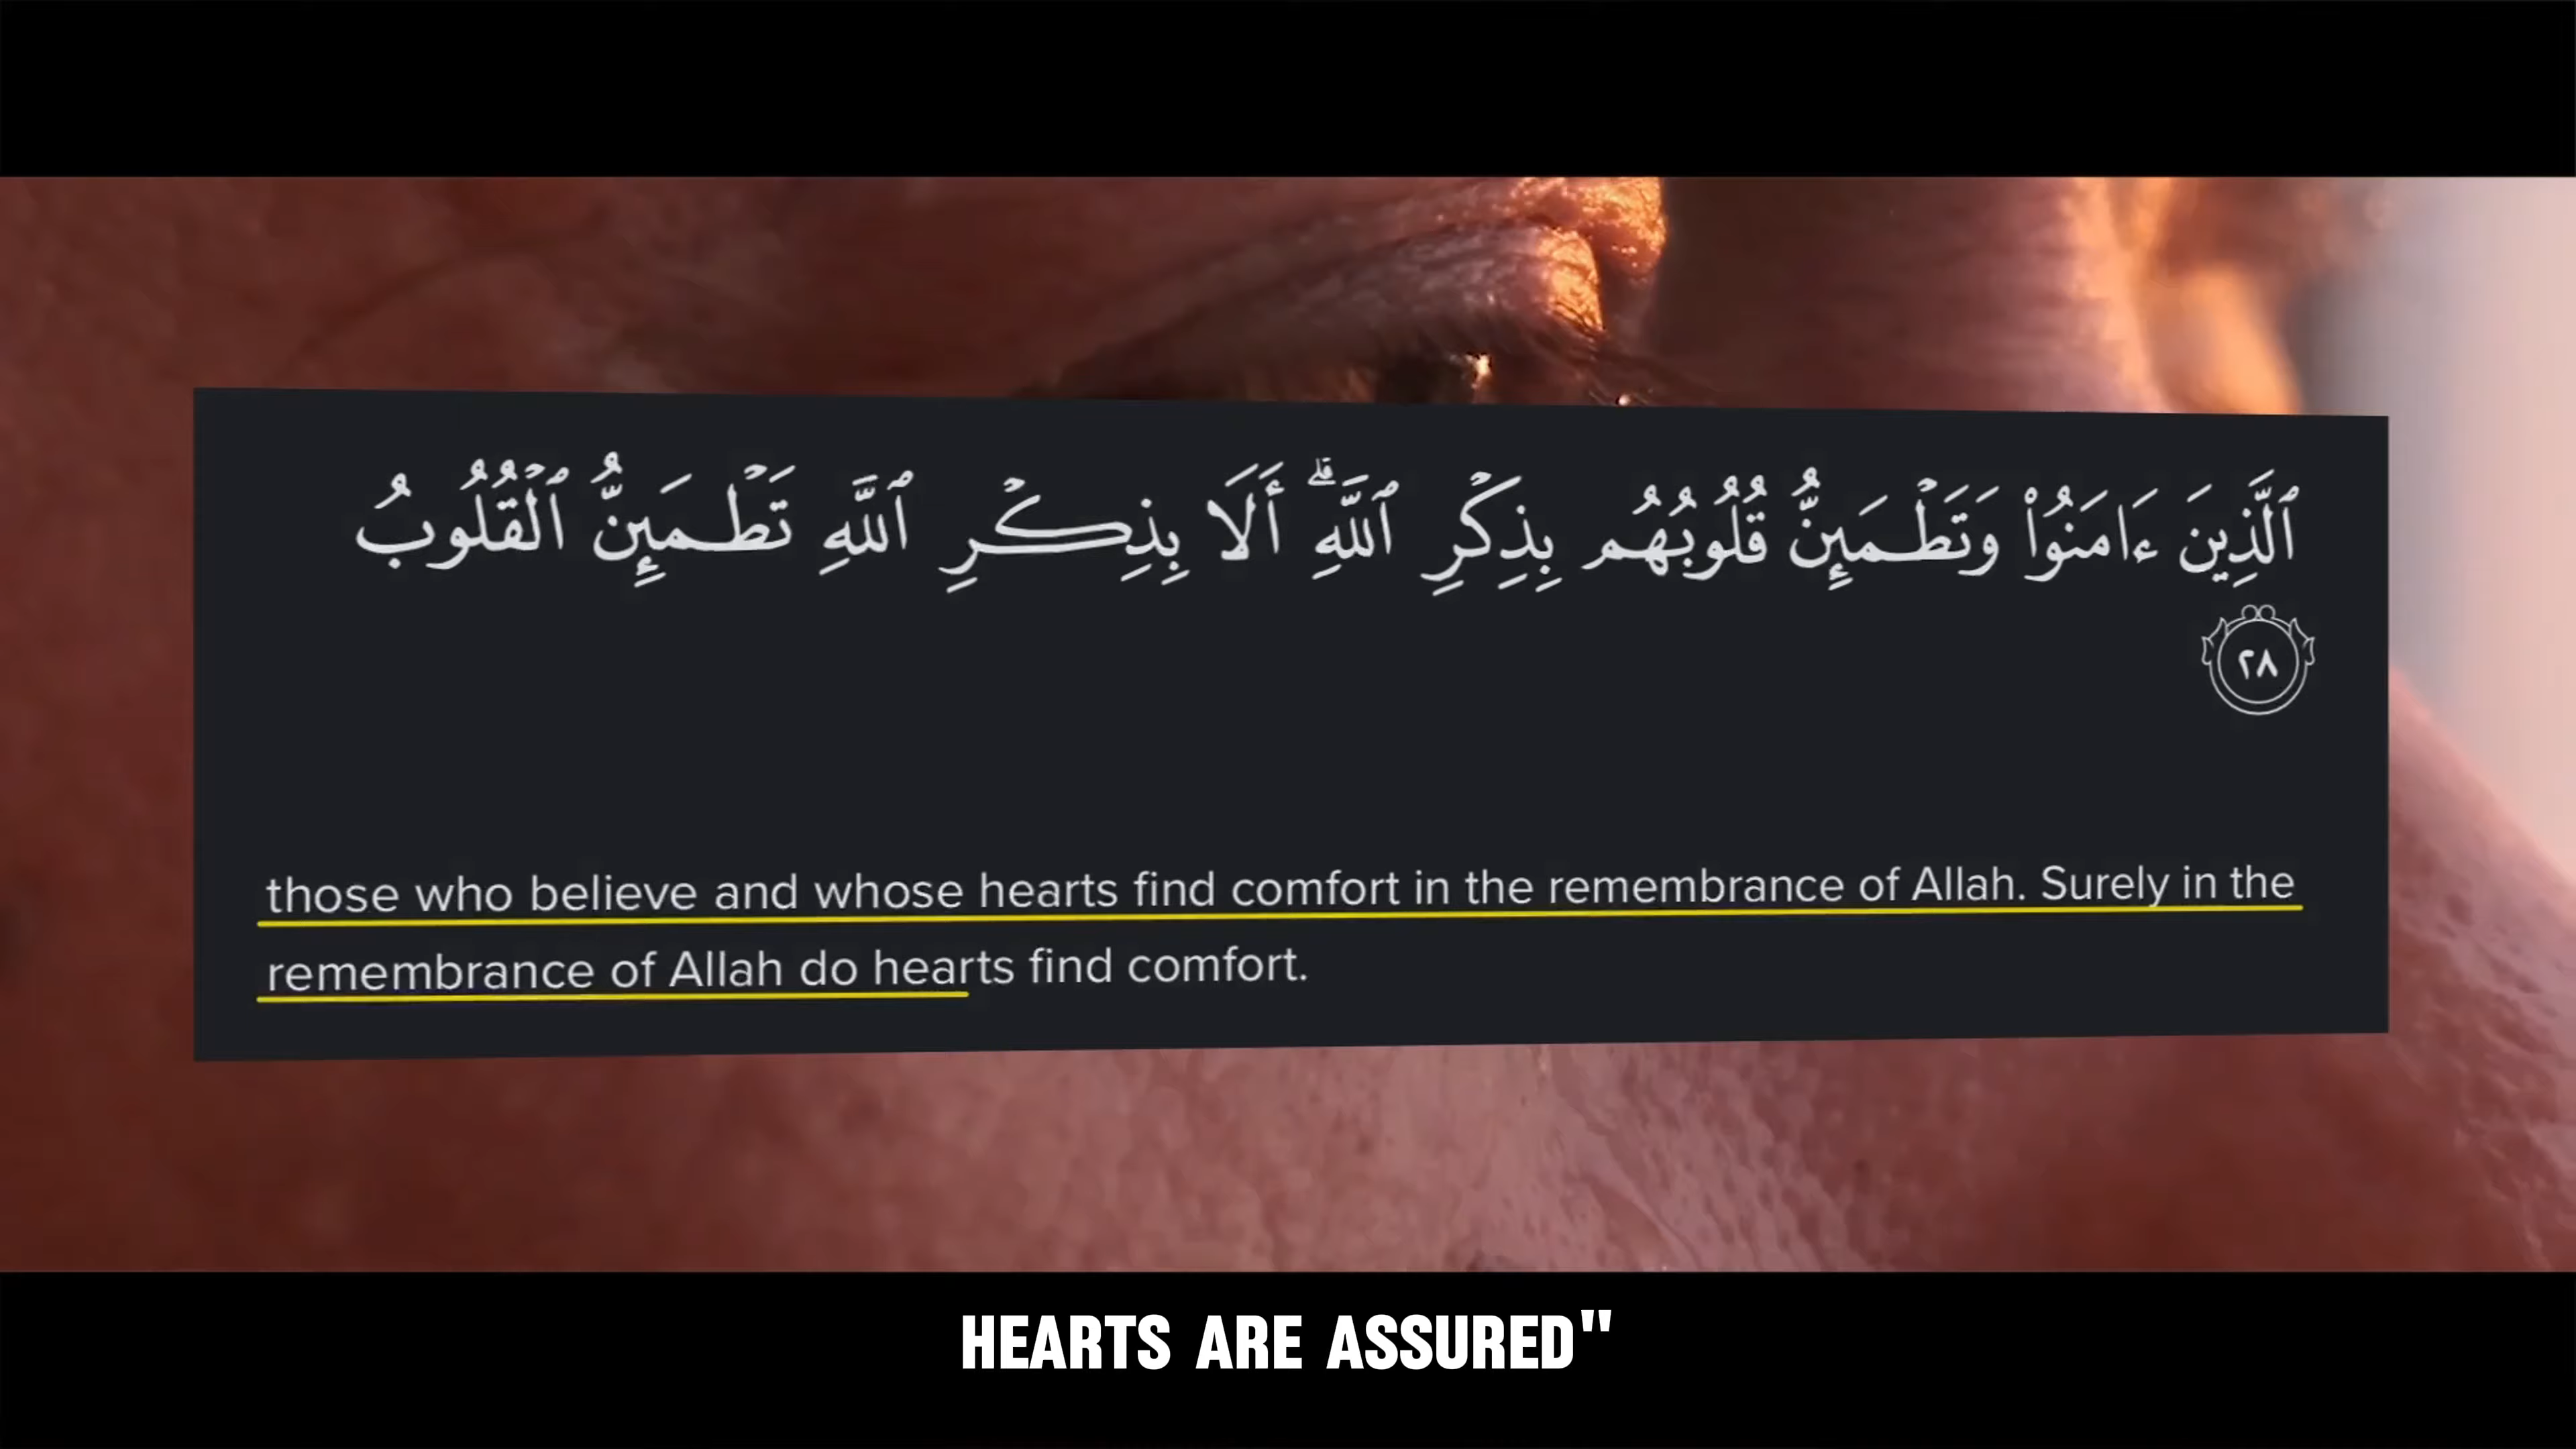 ٱلَّذِينَ ءَامَنُوا۟ وَتَطْمَئِنُّ قُلُوبُهُم بِذِكْرِ ٱللَّهِ ۗ أَلَا بِذِكْرِ ٱللَّهِ تَطْمَئِنُّ ٱلْقُلُوبُ
٢٨
those who believe and whose hearts find comfort in the remembrance of Allah. Surely in the
remembrance of Allah do hearts find comfort.
HEARTS ARE ASSURED"